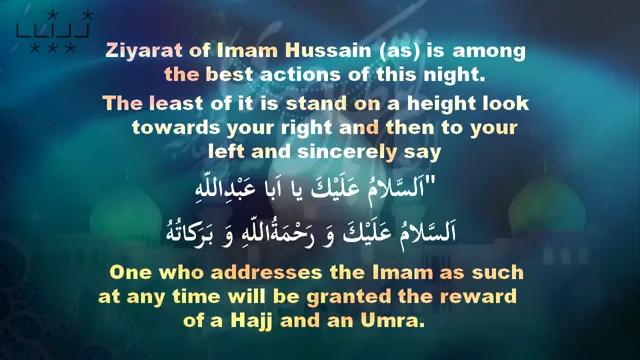 Ziyarat of Imam Hussain (as) is among
the best actions of this night.
The least of it is stand on a height look
towards your right and then to your
left and sincerely say
"اَلسَّلامُ عَلَيْكَ يا اَبا عَبْدِاللّهِ
اَلسَّلامُ عَلَيْكَ وَ رَحْمَةُاللّهِ وَ بَرَكاتُهُ
One who addresses the Imam as such
at any time will be granted the reward
of a Hajj and an Umra.